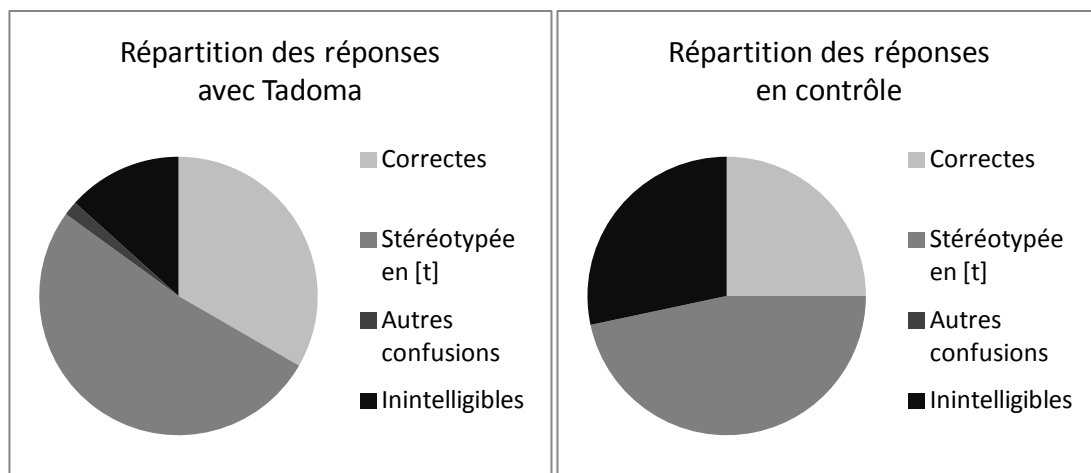 Répartition des réponses
avec Tadoma
Correctes
Stéréotypée
en [t]
Autres
confusions
Inintelligibles
Répartition des réponses
en contrôle
Correctes
Stéréotypée
en [t]
Autres
confusions
Inintelligibles